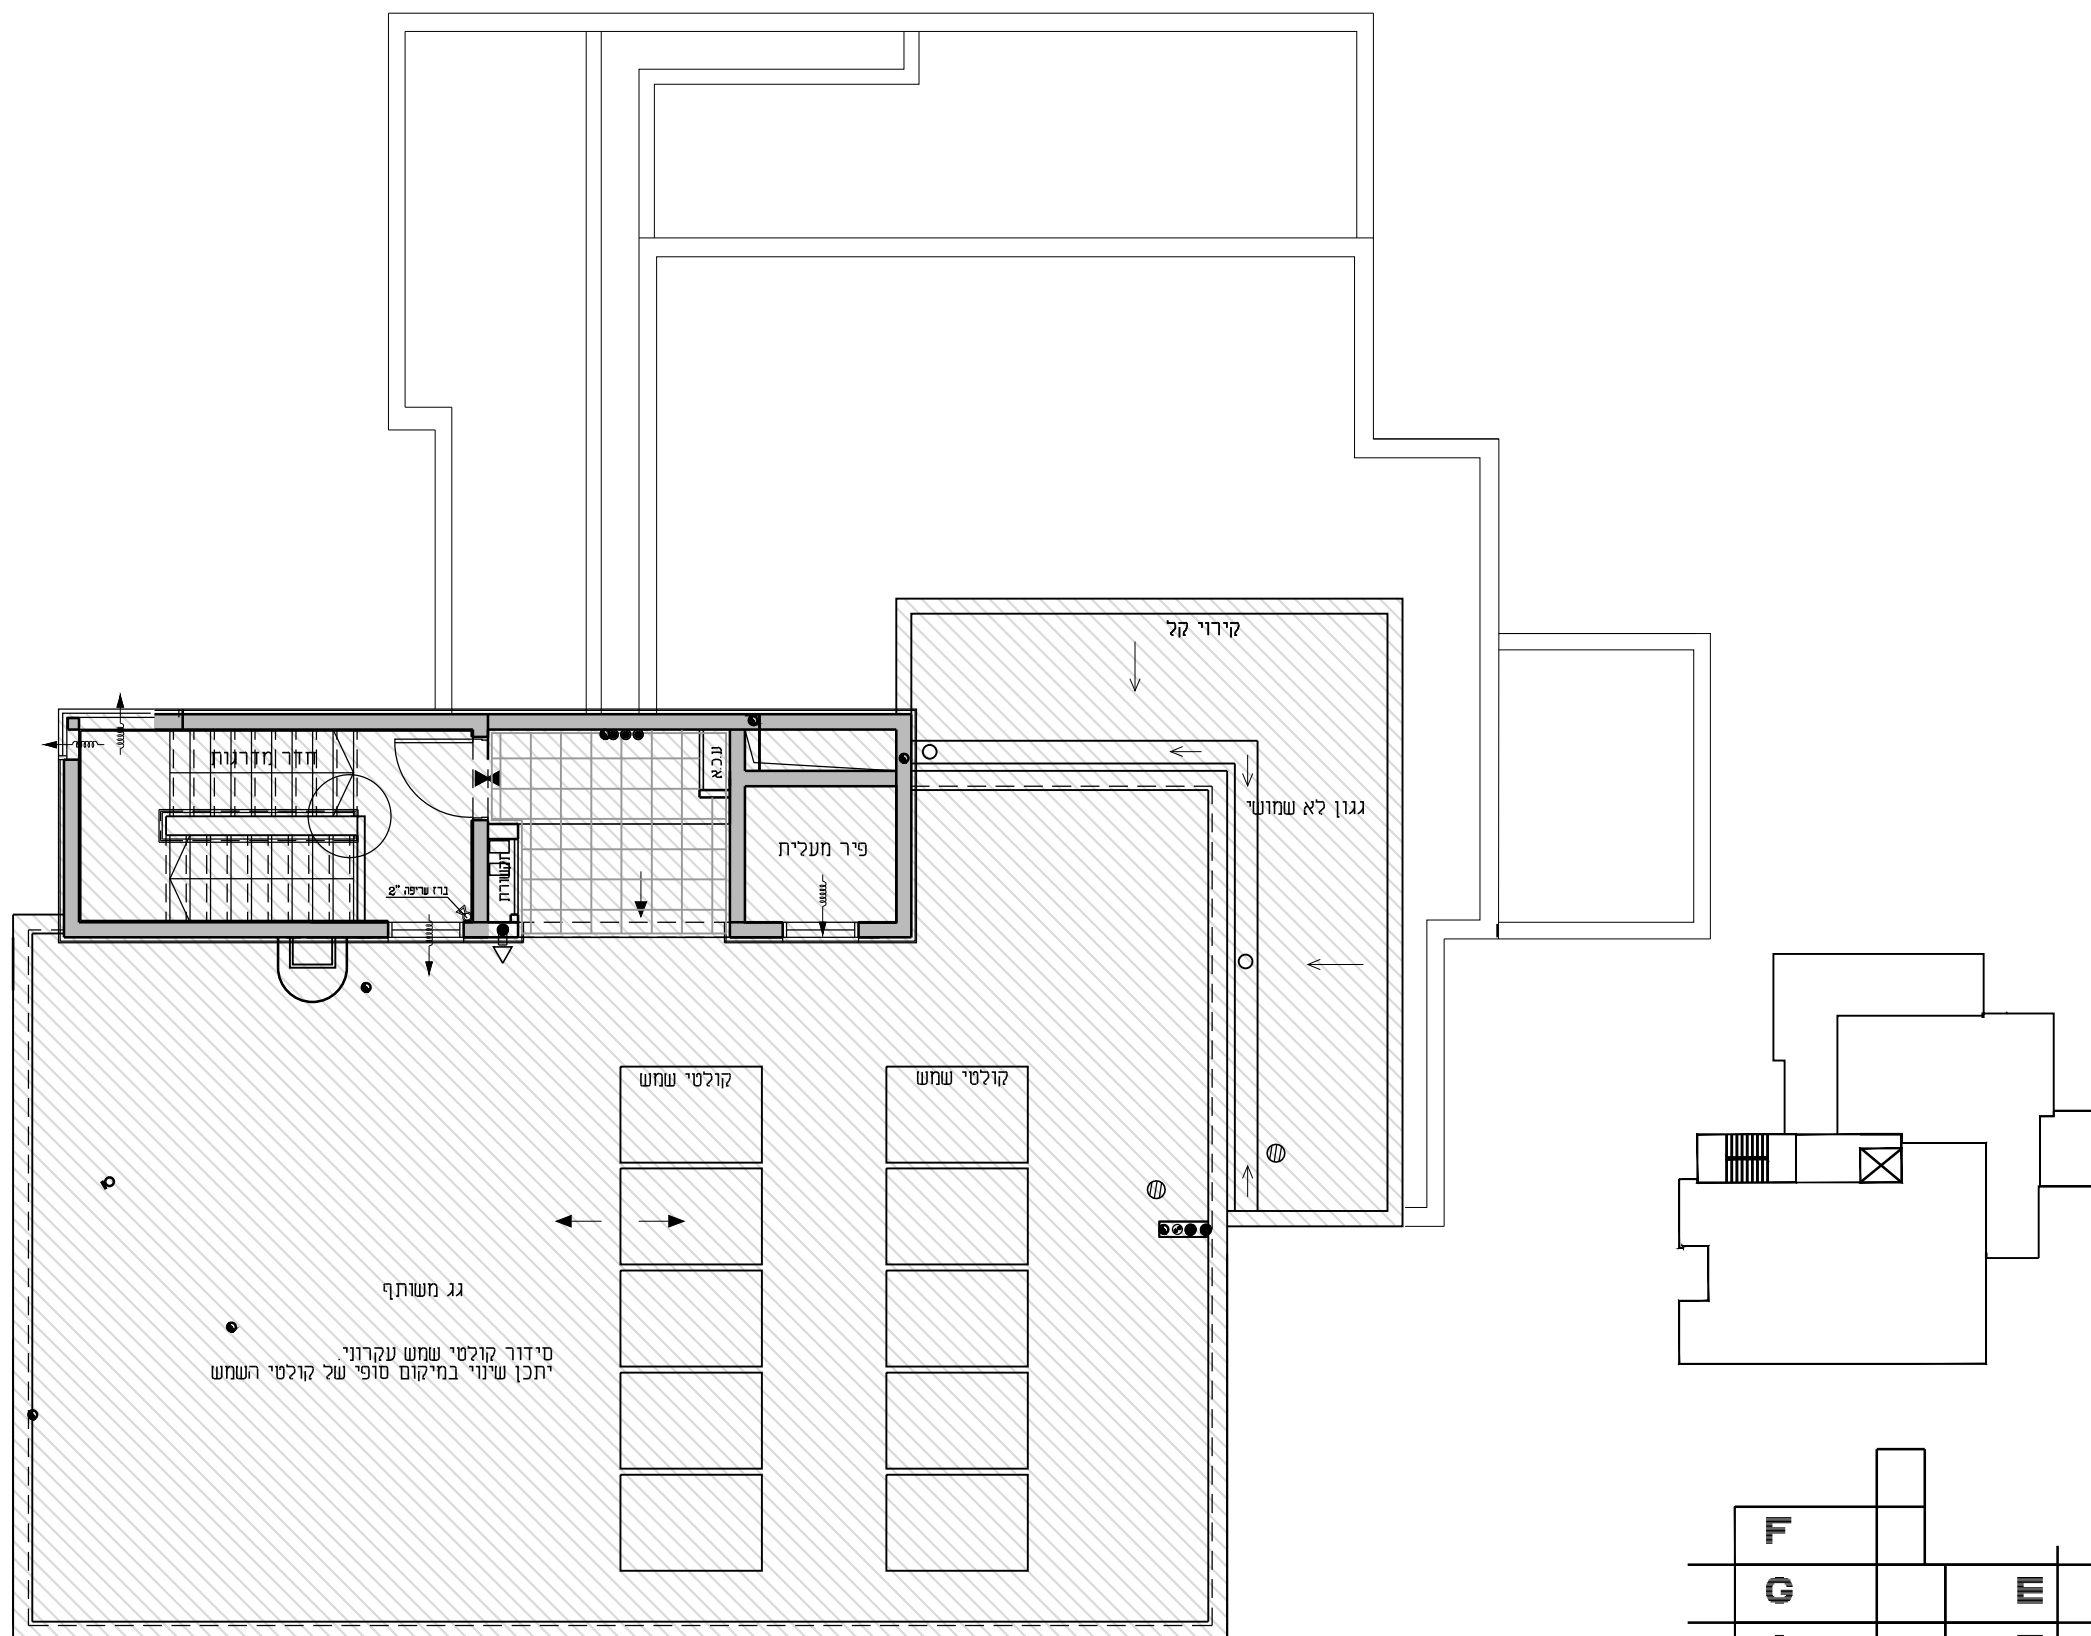 קירוי קל
חדר מדרגות
ע.כ.א
גגון לא שמושי
פיר מעלית
תקשורת
ברז שריפה "2
קולטי שמש
קולטי שמש
גג משותף
סידור קולטי שמש עקרוני.
יתכן שינוי במיקום סופי של קולטי השמש
F
G
E